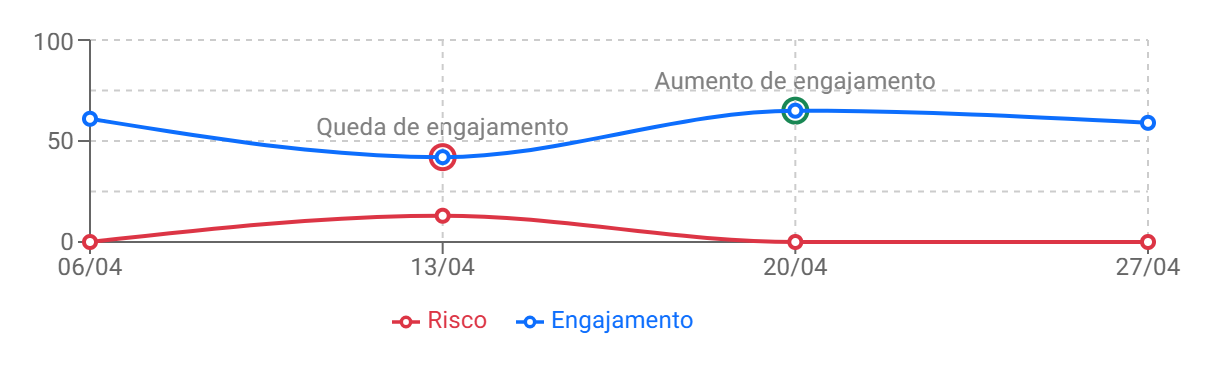 100
Aumento de engajamento
Queda de engajamento
50
0
06/04 13/04 20/04 27/04
Risco Engajamento